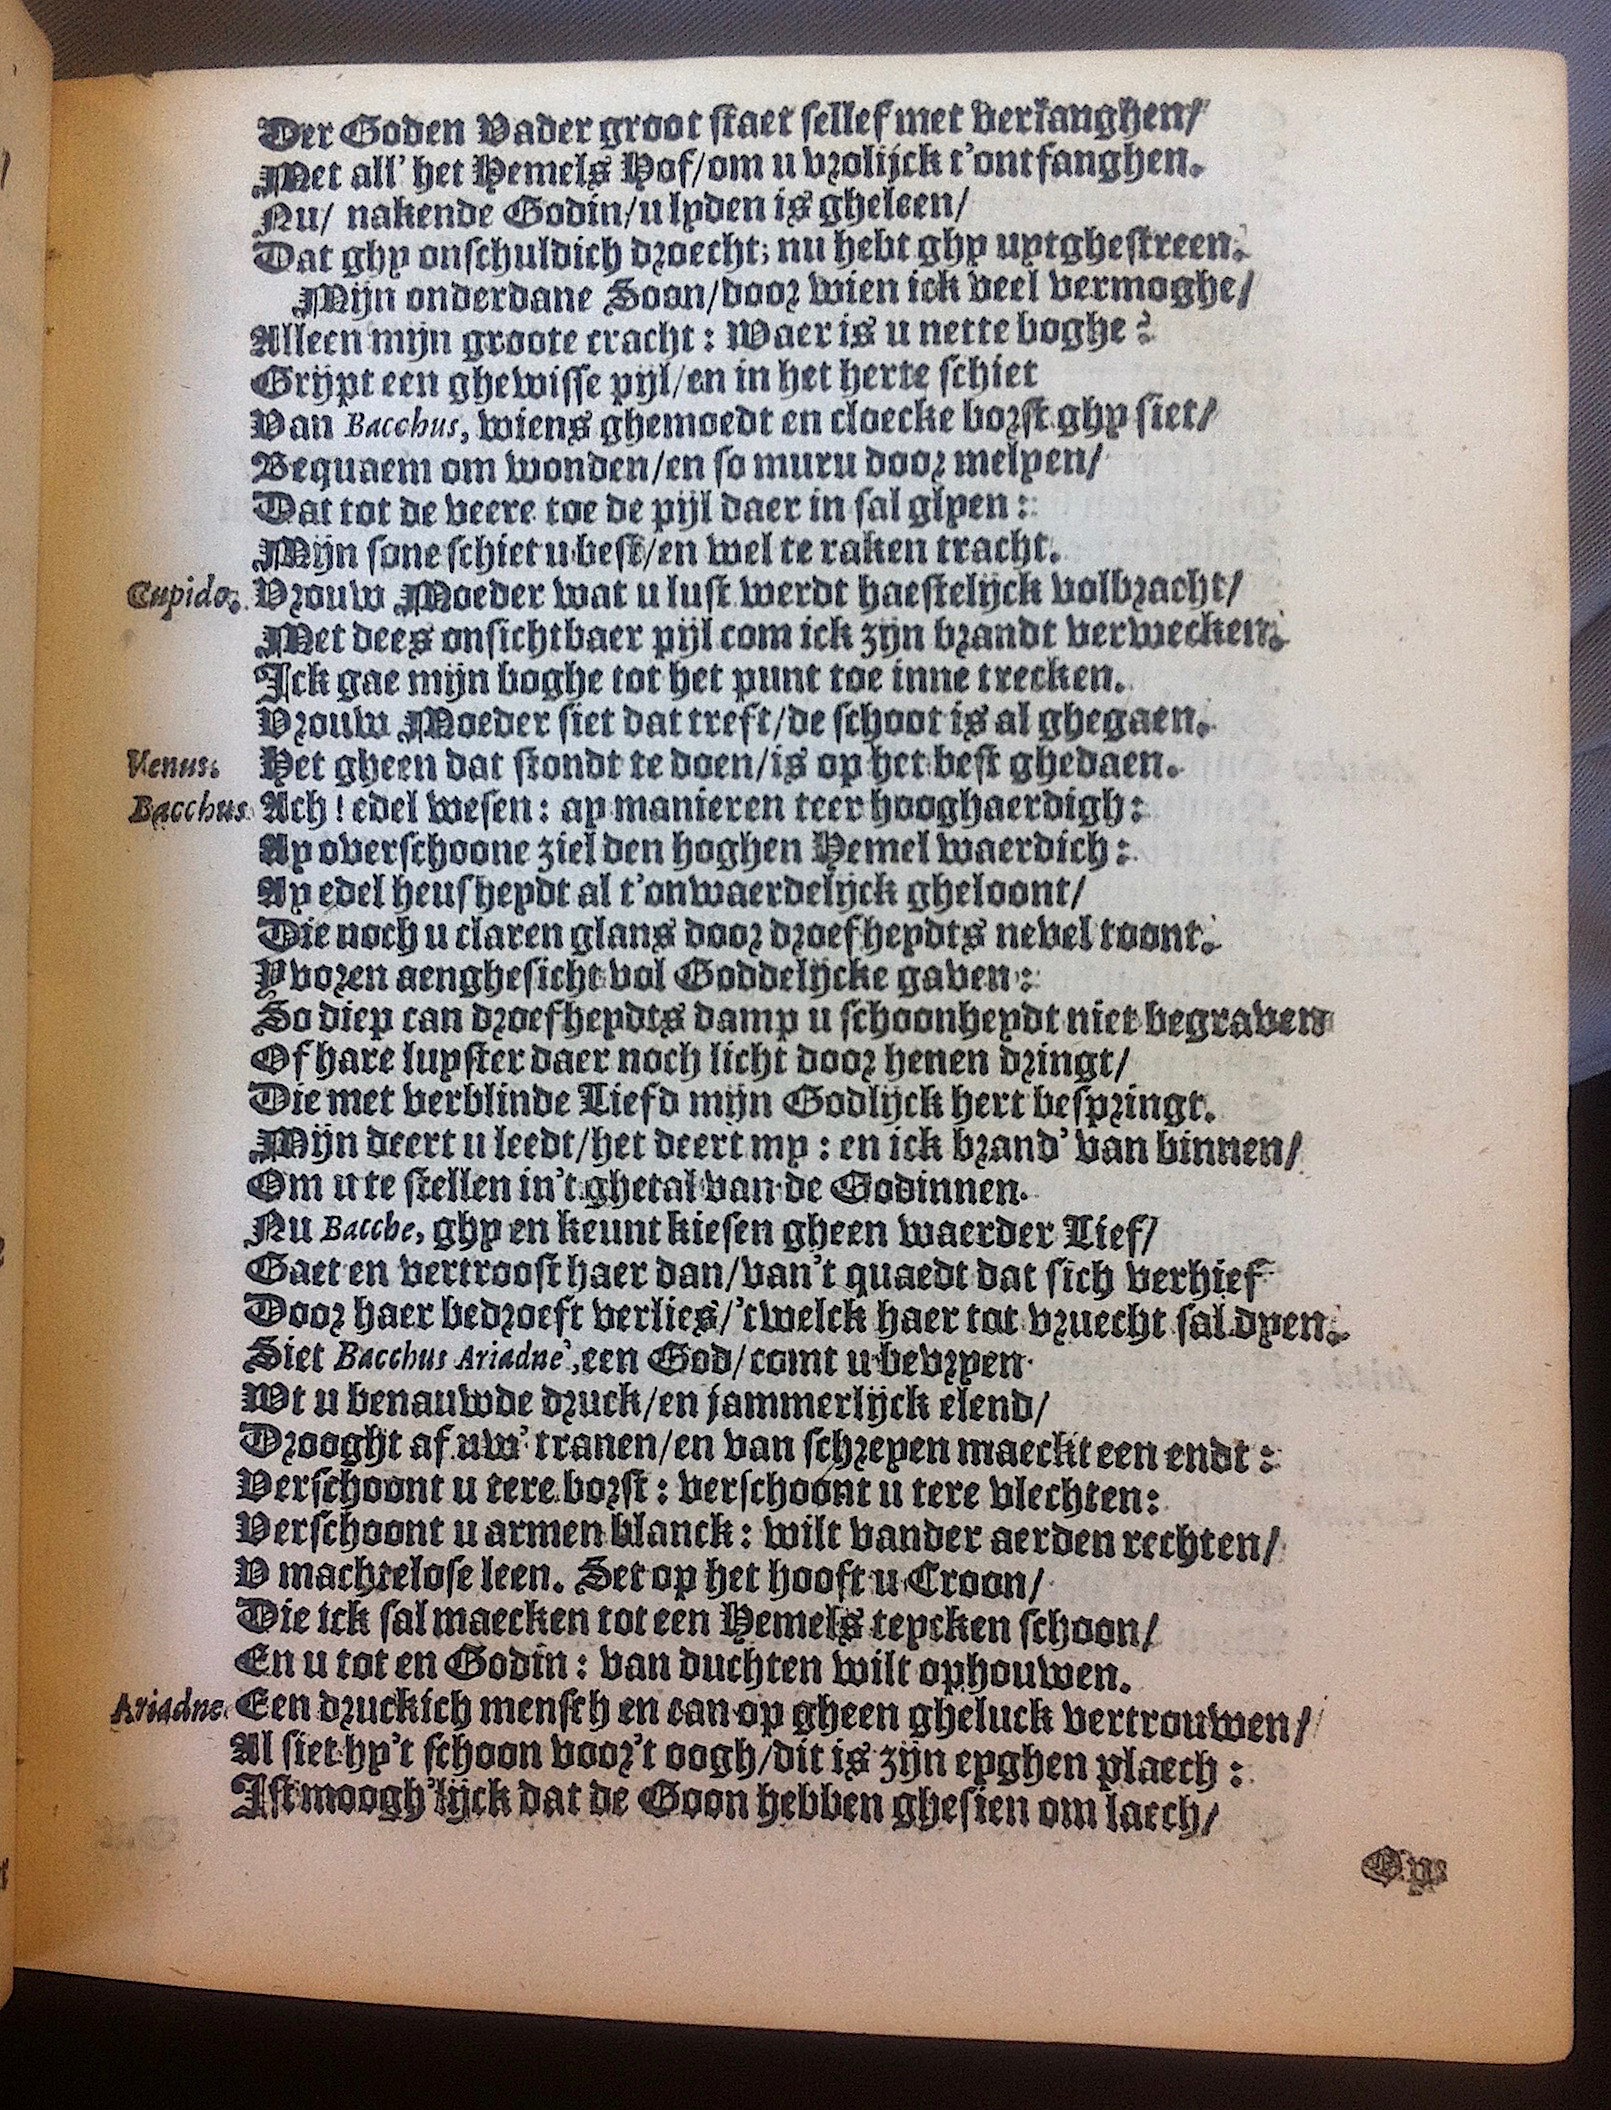 Der Goden Vader groot staet sellef met verlanghen/
Met all' het Hemels Hof/om u vrolijck t'ontfanghen.
Nu/ nakende Godin/u lyden is gheleen/
Dat ghy onschuldich droecht; nu hebt ghy uytghestreen.
Mijn onderdane Soon/door wien ick veel vermoghe/
Alleen mijn groote cracht: Waer is u nette boghe?
Grijpt een ghewisse pijl/en in het herte schiet
Van Bacchus, wiens ghemoedt en cloecke borst ghy siet/
Bequaem om wonden/en so muru door melyen/
Dat tot de veere toe de pijl daer in sal glyen:
Mijn sone schiet u best/en wel te raken tracht.
Cupido. Vrouw Moeder wat u lust werdt haestelijck volbracht/
Met dees onsichtbaer pijl com ick zijn brandt verwecken.
Ick gae mijn boghe tot het punt toe inne trecken.
Vrouw Moeder siet dat treft/de schoot is al ghegaen.
Venus. Het gheen dat stondt te doen/is op het best ghedaen.
Bacchus. Ach! edel wesen: ay manieren teer hooghaerdigh:
Ay overschoone ziel den hoghen Hemel waerdich:
Ay edel heusheydt al t'onwaerdelijck gheloont/
Die noch u claren glans door droefheydts nevel toont.
Yvoren aenghesicht vol Goddelijcke gaven:
So diep can droefheydts damp u schoonheydt niet begraven
Of hare luyster daer noch licht door henen dringt/
Die met verblinde Liefd mijn Godlijck hert bespringt.
Mijn deert u leedt/het deert my: en ick brand' van binnen/
Om u te stellen in't ghetal van de Godinnen.
Nu Bacche, ghy en keunt kiesen gheen waerder Lief/
Gaet en vertroost haer dan/van't quaedt dat sich verhief
Door haer bedroeft verlies/'twelck haer tot vruecht sal dyen.
Siet Bacchus Ariadne', een God/comt u bevryen
Wt u benauwde druck/en jammerlijck elend/
Drooght af uw' tranen/en van schreyen maeckt een endt:
Verschoont u tere borst: verschoont u tere vlechten:
Verschoont u armen blanck: wilt vander aerden rechten/
V machtelose leen. Set op het hooft u Croon/
Die ick sal maecken tot een Hemels teycken schoon/
En u tot en Godin: van duchten wilt ophouwen.
Ariadne. Een druckich mensch en can op gheen gheluck vertrouwen/
Al siet hy't schoon voor't oogh/dit is zijn eyghen plaech:
Ist moogh'lijck dat de Goon hebben ghesien om laech/